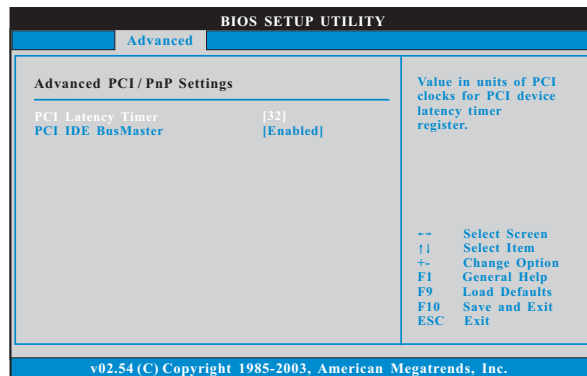 BIOS SETUP UTILITY
Advanced
Advanced PCI / PnP Settings
PCI Latency Timer [32]
PCI IDE BusMaster [Enabled]
Value in units of PCI
clocks for PCI device
latency timer
register.
←→ Select Screen
↑↓ Select Item
+- Change Option
F1 General Help
F9 Load Defaults
F10 Save and Exit
ESC Exit
v02.54 (C) Copyright 1985-2003, American Megatrends, Inc.